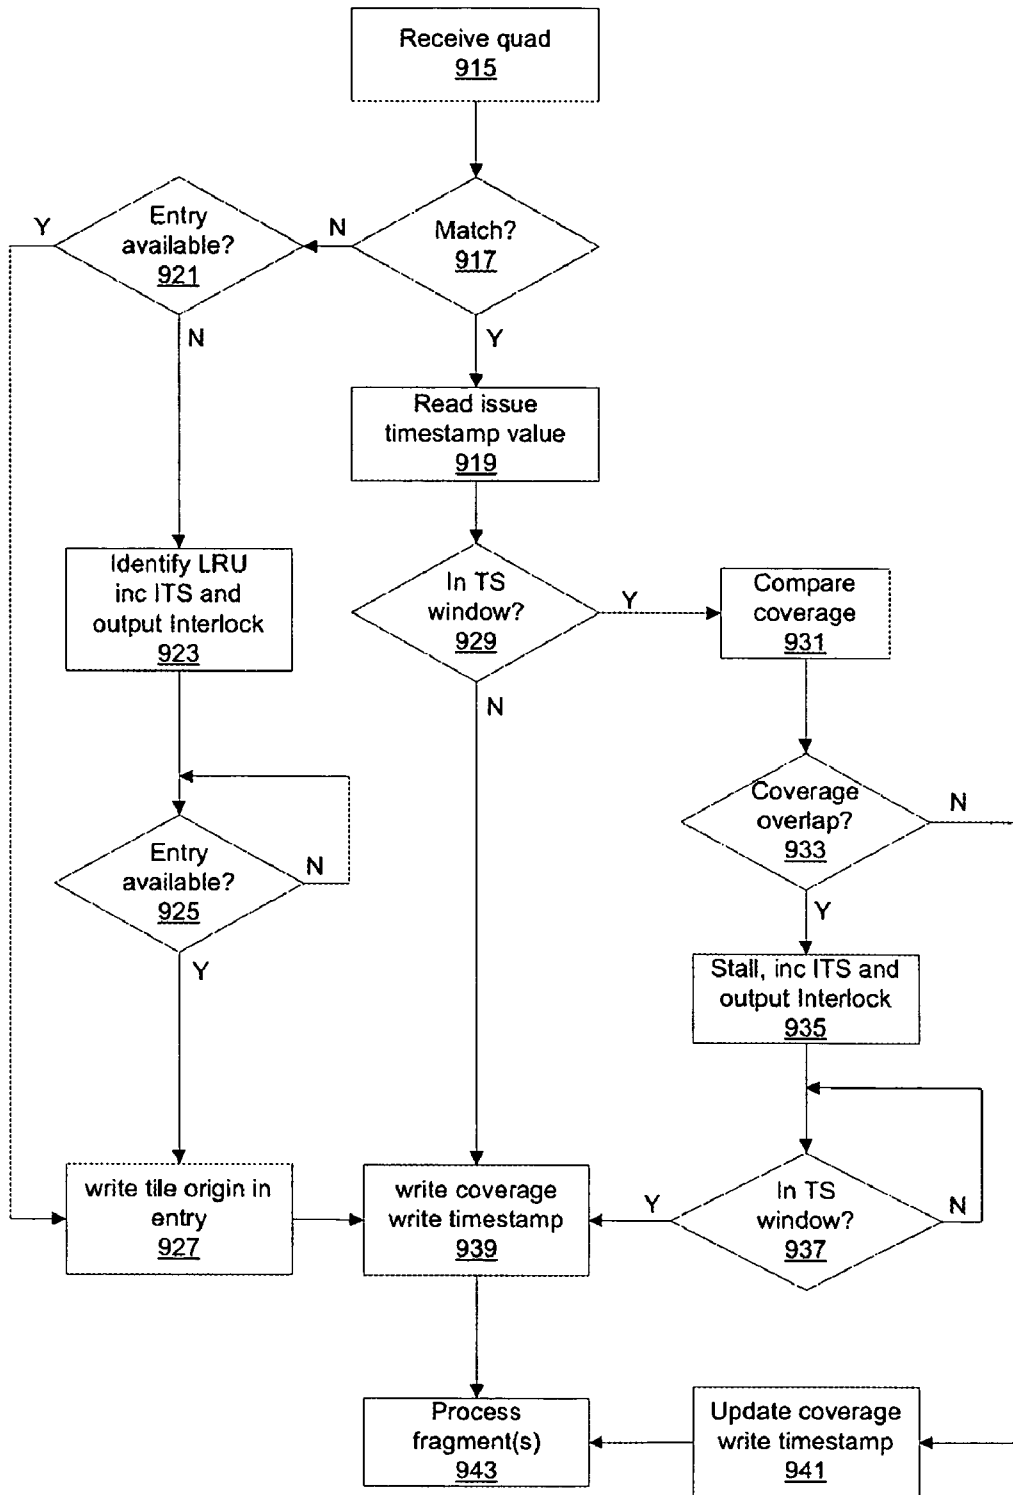 Receive quad
915
Entry
available?
921
Y
N
N
Match?
917
Y
Read issue
timestamp value
919
Identify LRU
inc ITS and
output Interlock
923
In TS
window?
929
Y
N
Compare
coverage
931
Coverage
overlap?
933
N
Y
Entry
available?
925
N
Y
Stall, inc ITS and
output Interlock
935
write tile origin in
entry
927
write coverage
write timestamp
939
Y
In TS
window?
937
N
Process
fragment(s)
943
Update coverage
write timestamp
941